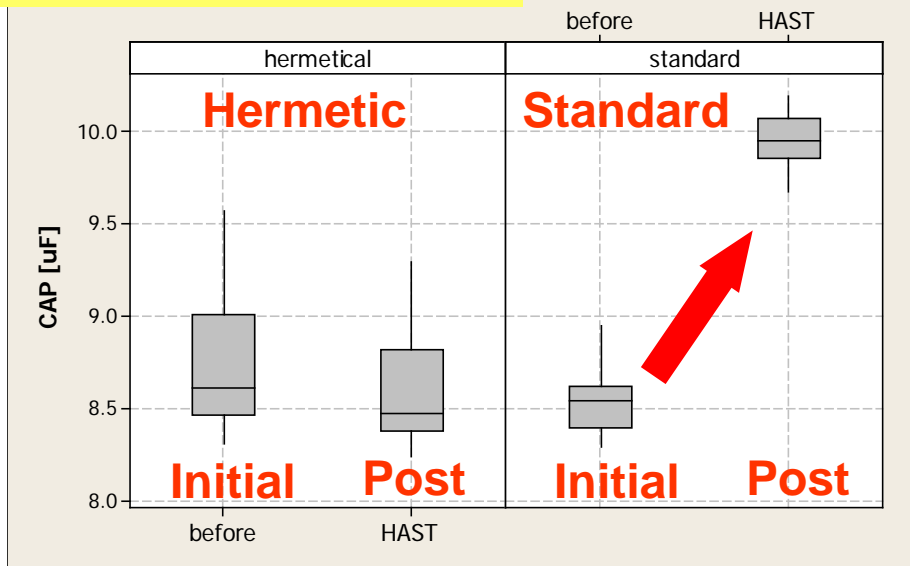 before HAST
hermetical standard
Hermetic Standard
10.0
9.5
9.0
8.5
8.0
CAP [uF]
Initial Post Initial Post
before HAST